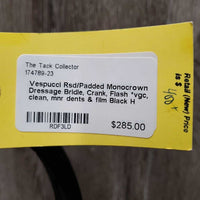 The Tack Collector
174789-23
Vespucci Rsd/Padded Monocrown
Dressage Bridle, Crank, Flash *vgc,
clean, mnr dents & film Black H
RDF3LD
$285.00
Retail (New) Price
is $